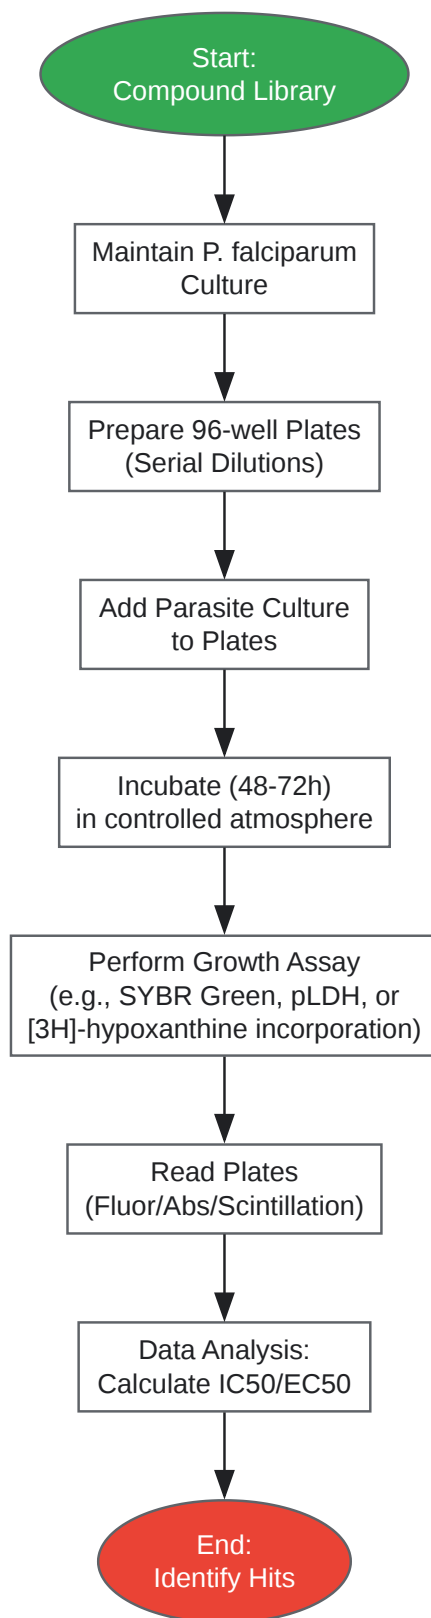 Start:
Compound Library
Maintain P. falciparum
Culture
Prepare 96-well Plates
(Serial Dilutions)
Add Parasite Culture
to Plates
Incubate (48-72h)
in controlled atmosphere
Perform Growth Assay
(e.g., SYBR Green, pLDH, or
[3H]-hypoxanthine incorporation)
Read Plates
(Fluor/Abs/Scintillation)
Data Analysis:
Calculate IC50/EC50
End:
Identify Hits